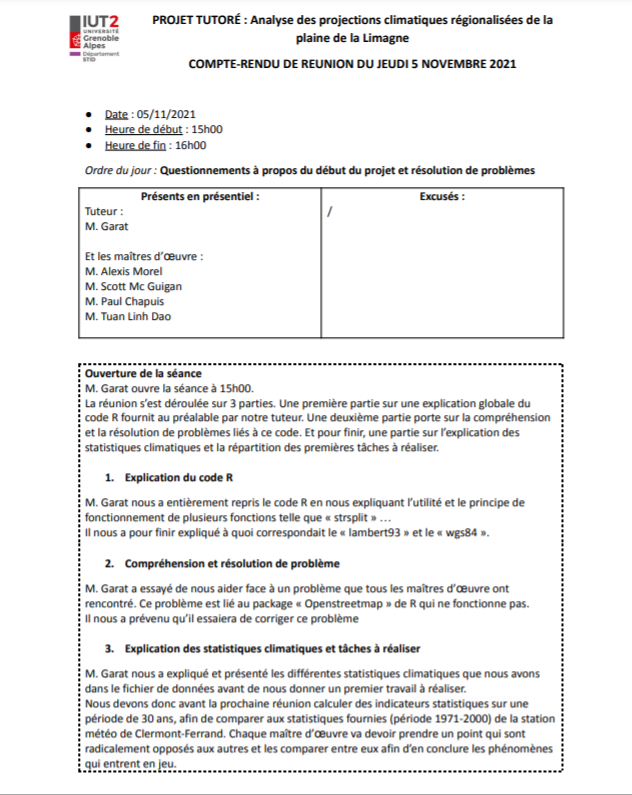 IUT2
UNIVERSITÉ
Grenoble
Alpes
Département
STID
PROJET TUTORÉ : Analyse des projections climatiques régionalisées de la
plaine de la Limagne
COMPTE-RENDU DE REUNION DU JEUDI 5 NOVEMBRE 2021
● Date : 05/11/2021
● Heure de début : 15h00
● Heure de fin : 16h00
Ordre du jour : Questionnements à propos du début du projet et résolution de problèmes
Présents en présentiel :
Tuteur :
M. Garat
Et les maîtres d'œuvre :
M. Alexis Morel
M. Scott Mc Guigan
M. Paul Chapuis
M. Tuan Linh Dao
Excusés :
/
Ouverture de la séance
M. Garat ouvre la séance à 15h00.
La réunion s'est déroulée sur 3 parties. Une première partie sur une explication globale du
code R fournit au préalable par notre tuteur. Une deuxième partie porte sur la compréhension
et la résolution de problèmes liés à ce code. Et pour finir, une partie sur l'explication des
statistiques climatiques et la répartition des premières tâches à réaliser.
1. Explication du code R
M. Garat nous a entièrement repris le code R en nous expliquant l'utilité et le principe de
fonctionnement de plusieurs fonctions telle que « strsplit » …
Il nous a pour finir expliqué à quoi correspondait le « lambert93 » et le « wgs84 ».
2. Compréhension et résolution de problème
M. Garat a essayé de nous aider face à un problème que tous les maîtres d'œuvre ont
rencontré. Ce problème est lié au package « Openstreetmap » de R qui ne fonctionne pas.
Il nous a prévenu qu'il essaiera de corriger ce problème
3. Explication des statistiques climatiques et tâches à réaliser
M. Garat nous a expliqué et présenté les différentes statistiques climatiques que nous avons
dans le fichier de données avant de nous donner un premier travail à réaliser.
Nous devons donc avant la prochaine réunion calculer des indicateurs statistiques sur une
période de 30 ans, afin de comparer aux statistiques fournies (période 1971-2000) de la station
météo de Clermont-Ferrand. Chaque maître d'œuvre va devoir prendre un point qui sont
radicalement opposés aux autres et les comparer entre eux afin d'en conclure les phénomènes
qui entrent en jeu.